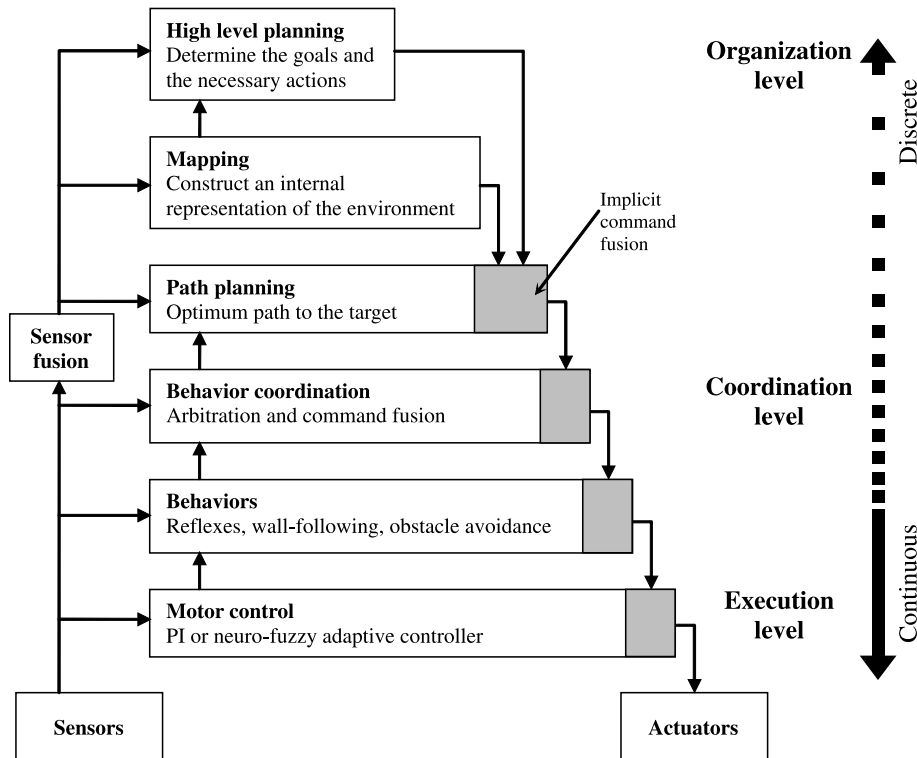 High level planning
Determine the goals and
the necessary actions
Organization
level
Discrete
Mapping
Construct an internal
representation of the environment
Implicit
command
fusion
Path planning
Optimum path to the target
Sensor
fusion
Behavior coordination
Arbitration and command fusion
Coordination
level
Behaviors
Reflexes, wall-following, obstacle avoidance
Continuous
Motor control
PI or neuro-fuzzy adaptive controller
Execution
level
Sensors
Actuators